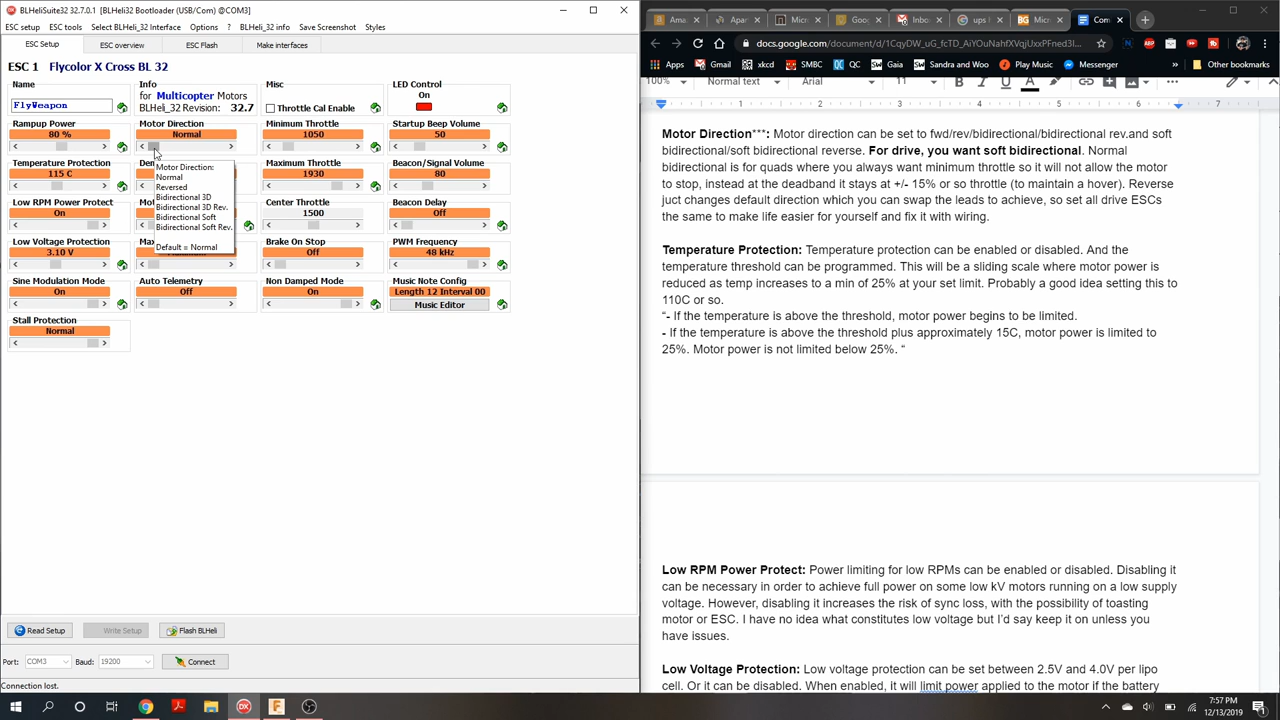 BLHeliSuite32 32.7.0.1 [BLHeli32 Bootloader (USB/Com) @COM3]
ESC setup ESC tools Select BLHeli_32 Interface Options ? BLHeli_32 info Save Screenshot Styles
ESC Setup ESC overview ESC Flash Make interfaces
ESC 1 Flycolor X Cross BL 32
Name
FlyWeapon
Info
for Multicopter Motors
BLHeli_32 Revision: 32.7
Misc
Throttle Cal Enable
LED Control
On
Rampup Power
80 %
Motor Direction
Normal
Minimum Throttle
1050
Startup Beep Volume
50
Temperature Protection
115 C
Maximum Throttle
1930
Beacon/Signal Volume
80
Motor Direction:
Normal
Reversed
Bidirectional 3D
Bidirectional 3D Rev.
Bidirectional Soft
Bidirectional Soft Rev.
Default = Normal
Low RPM Power Protect
On
Center Throttle
1500
Beacon Delay
Off
Low Voltage Protection
3.10 V
Brake On Stop
Off
PWM Frequency
48 kHz
Sine Modulation Mode
On
Auto Telemetry
Off
Non Damped Mode
On
Music Note Config
Length 12 Interval 00
Music Editor
Stall Protection
Normal
Read Setup Write Setup Flash BLHeli
Port: COM3 Baud: 19200 Connect
Connection lost.
Amaz Apart Micro Micro Inbox Over ups h Micro Com
docs.google.com/document/d/1CqyDW_uG_fcTD_AiYOuNahfXVqjUxxPFned3l...
Apps Gmail xkcd SMBC QC Gaia Sandra and Woo Play Music Messenger Other bookmarks
100% Normal text Arial 11 B I U A
1 2 3 4 5 6 7
Motor Direction***: Motor direction can be set to fwd/rev/bidirectional/bidirectional rev.and soft
bidirectional/soft bidirectional reverse. For drive, you want soft bidirectional. Normal
bidirectional is for quads where you always want minimum throttle so it will not allow the motor
to stop, instead at the deadband it stays at +/- 15% or so throttle (to maintain a hover). Reverse
juct changes default direction which you can swap the leads to achieve, so set all drive ESCs
the same to make life easier for yourself and fix it with wiring.
Temperature Protection: Temperature protection can be enabled or disabled. And the
temperature threshold can be programmed. This will be a sliding scale where motor power is
reduced as temp increases to a min of 25% at your set limit. Probably a good idea setting this to
110C or so.
“- If the temperature is above the threshold, motor power begins to be limited.
- If the temperature is above the threshold plus approximately 15C, motor power is limited to
25%. Motor power is not limited below 25%. “
Low RPM Power Protect: Power limiting for low RPMs can be enabled or disabled. Disabling it
can be necessary in order to achieve full power on some low kV motors running on a low supply
voltage. However, disabling it increases the risk of sync loss, with the possibility of toasting
motor or ESC. I have no idea what constitutes low voltage but I'd say keep it on unless you
have issues.
Low Voltage Protection: Low voltage protection can be set between 2.5V and 4.0V per lipo
cell. Or it can be disabled. When enabled, it will limit power applied to the motor if the battery
7:57 PM
12/13/2019